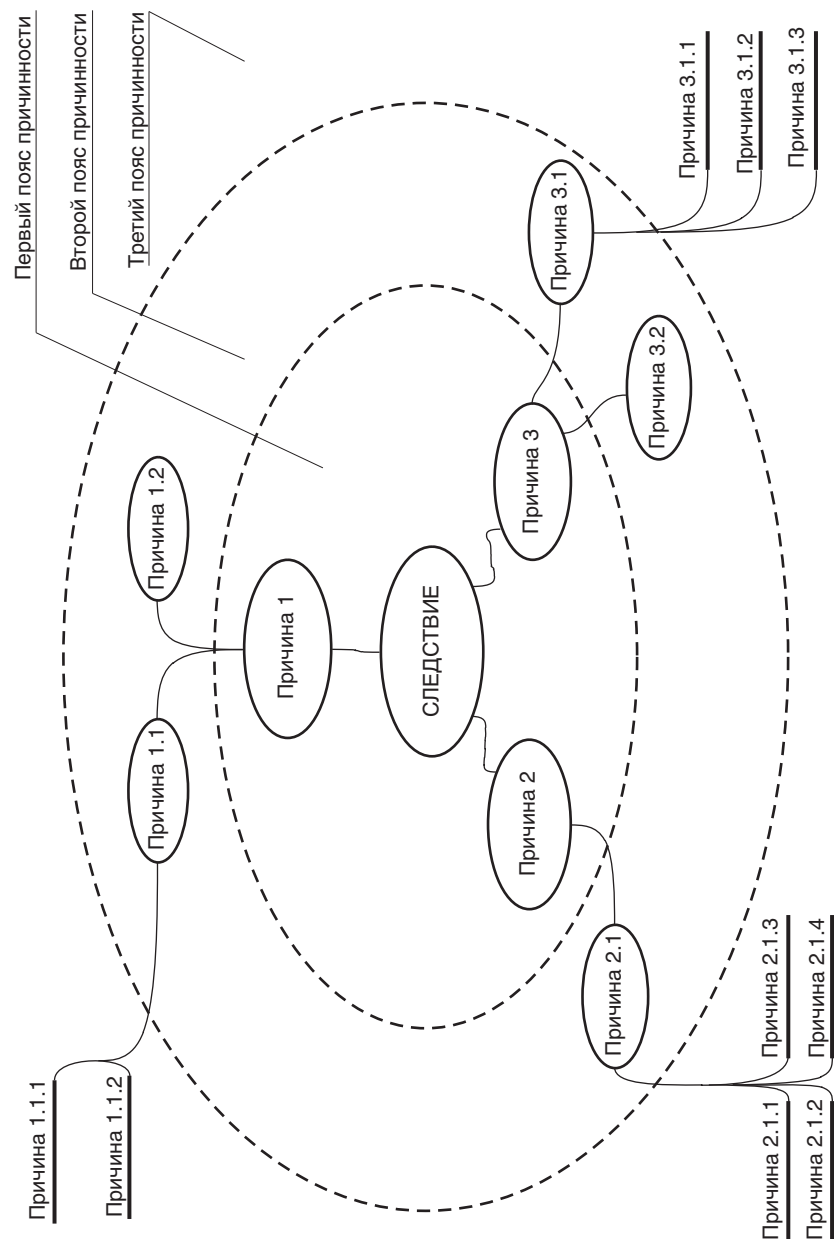 Первый пояс причинности
Второй пояс причинности
Третий пояс причинности
Причина 1.1.1
Причина 1.1.2
Причина 1.1
Причина 1.2
Причина 1
СЛЕДСТВИЕ
Причина 2
Причина 3
Причина 2.1
Причина 3.1
Причина 3.2
Причина 2.1.1
Причина 2.1.3
Причина 2.1.2
Причина 2.1.4
Причина 3.1.1
Причина 3.1.2
Причина 3.1.3